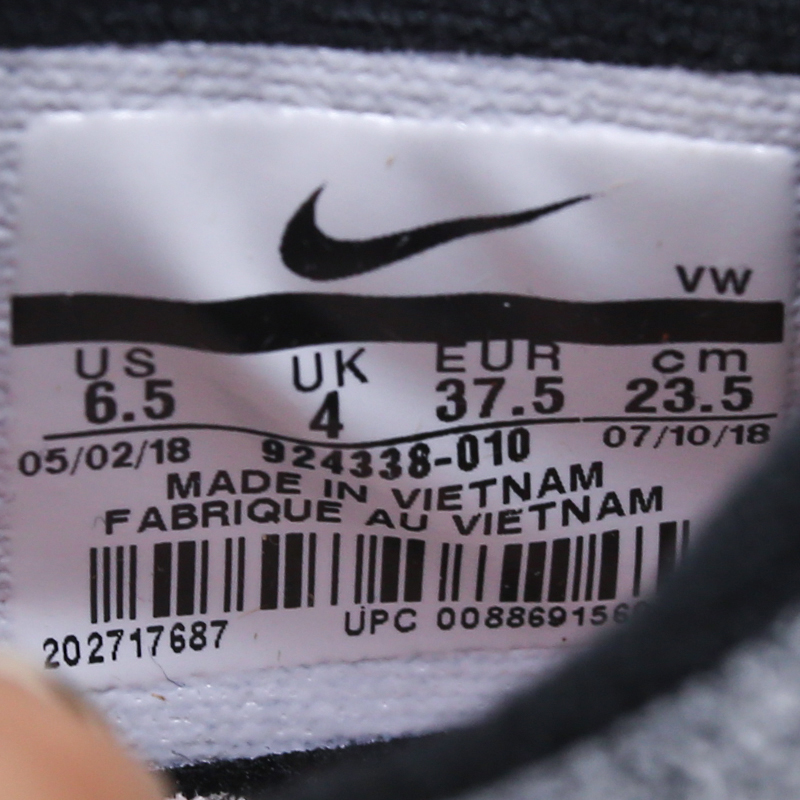 VW
US UK EUR cm
6.5 4 37.5 23.5
05/02/18 924338-010 07/10/18
MADE IN VIETNAM
FABRIQUE AU VIETNAM
UPC 008869156
202717687